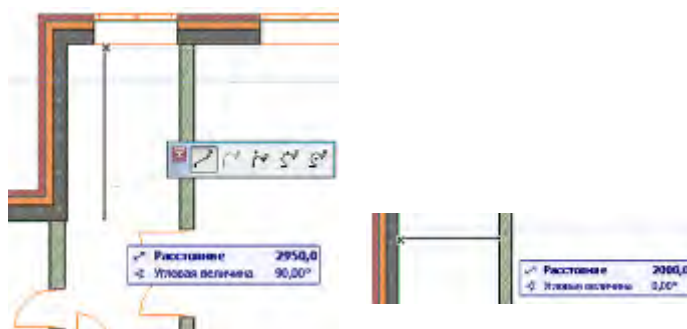 Расстояние 2950,0
Угловая величина 90,00°
Расстояние 2000,0
Угловая величина 0,00°